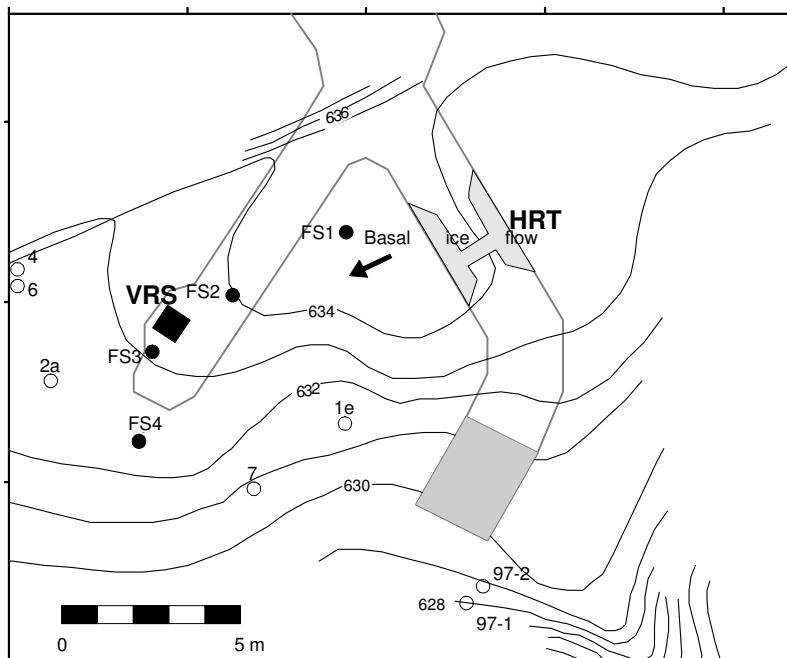 636
HRT
FS1
Basal ice flow
4
6
VRS
FS2
634
FS3
2a
632
1e
FS4
7
630
97-2
628
97-1
0 5 m